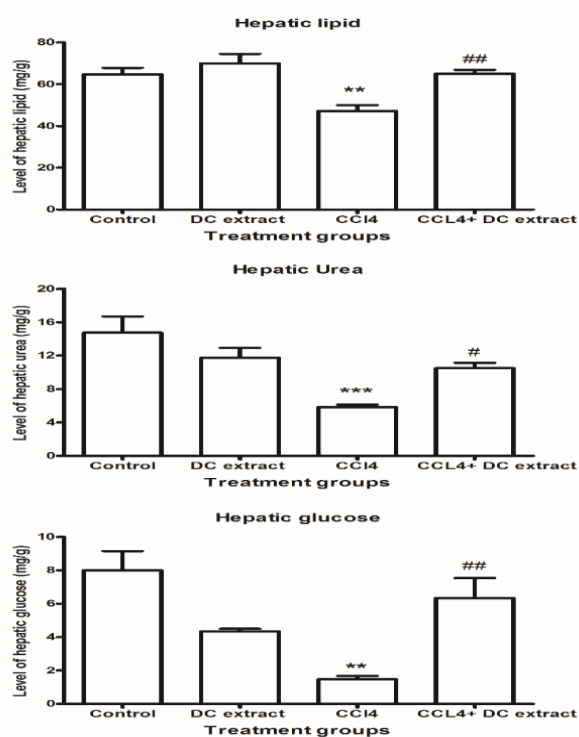 Hepatic lipid
Level of hepatic lipid (mg/g)
80
60
40
20
0
**
##
Control DC extract CCl4 CCL4+ DC extract
Treatment groups
Hepatic Urea
Level of hepatic urea (mg/g)
20
16
12
8
4
0
***
#
Control DC extract CCl4 CCL4+ DC extract
Treatment groups
Hepatic glucose
Level of hepatic glucose (mg/g)
8
6
4
2
0
**
##
Control DC extract CCl4 CCL4+ DC extract
Treatment groups